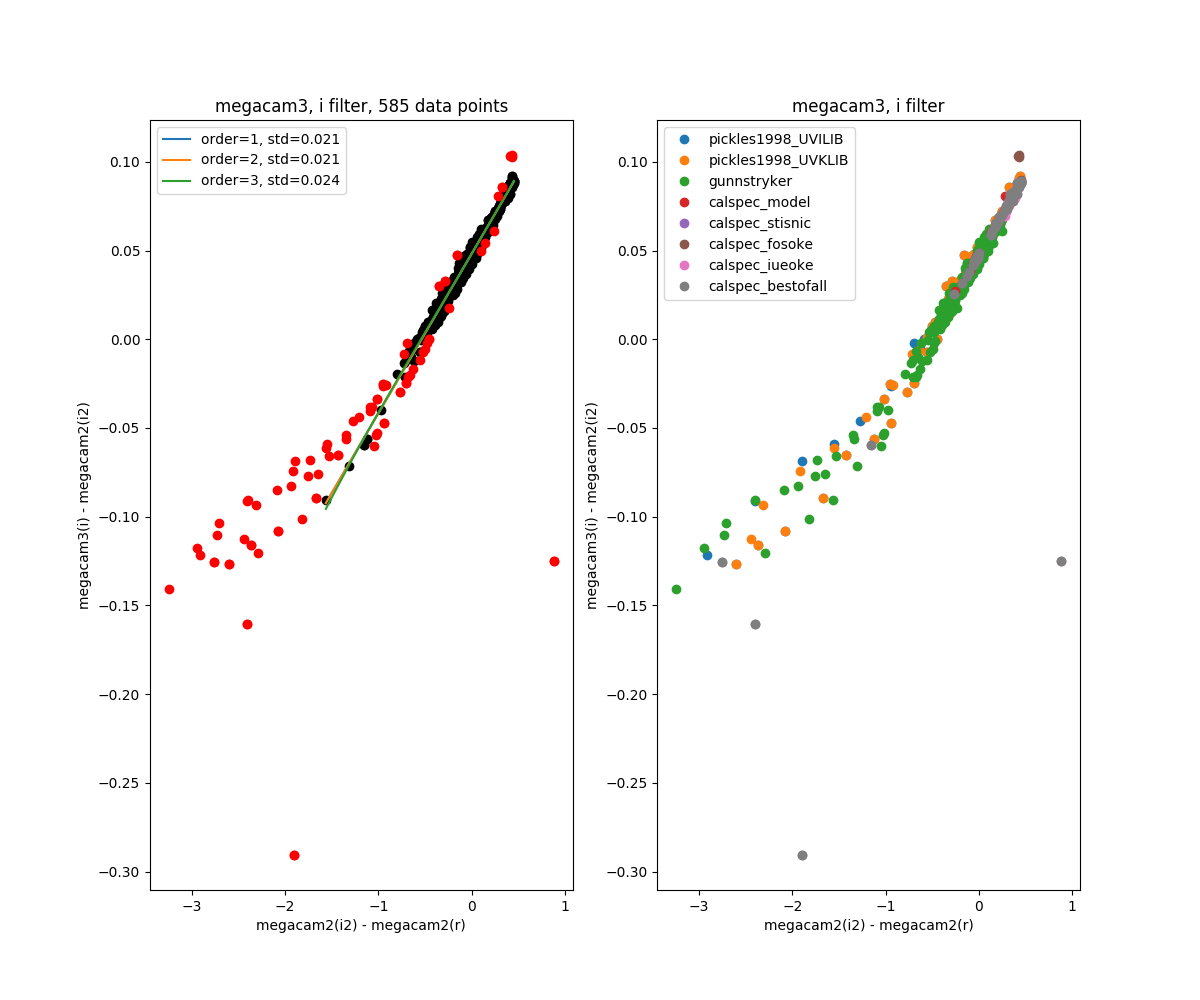 megacam3, i filter, 585 data points
order=1, std=0.021
order=2, std=0.021
order=3, std=0.024
0.10
0.05
0.00
−0.05
−0.10
−0.15
−0.20
−0.25
−0.30
megacam3(i) - megacam2(i2)
−3
−2
−1
0
1
megacam2(i2) - megacam2(r)
megacam3, i filter
pickles1998_UVILIB
pickles1998_UVKLIB
gunnstryker
calspec_model
calspec_stisnic
calspec_fosoke
calspec_iueoke
calspec_bestofall
0.10
0.05
0.00
−0.05
−0.10
−0.15
−0.20
−0.25
−0.30
megacam3(i) - megacam2(i2)
−3
−2
−1
0
1
megacam2(i2) - megacam2(r)